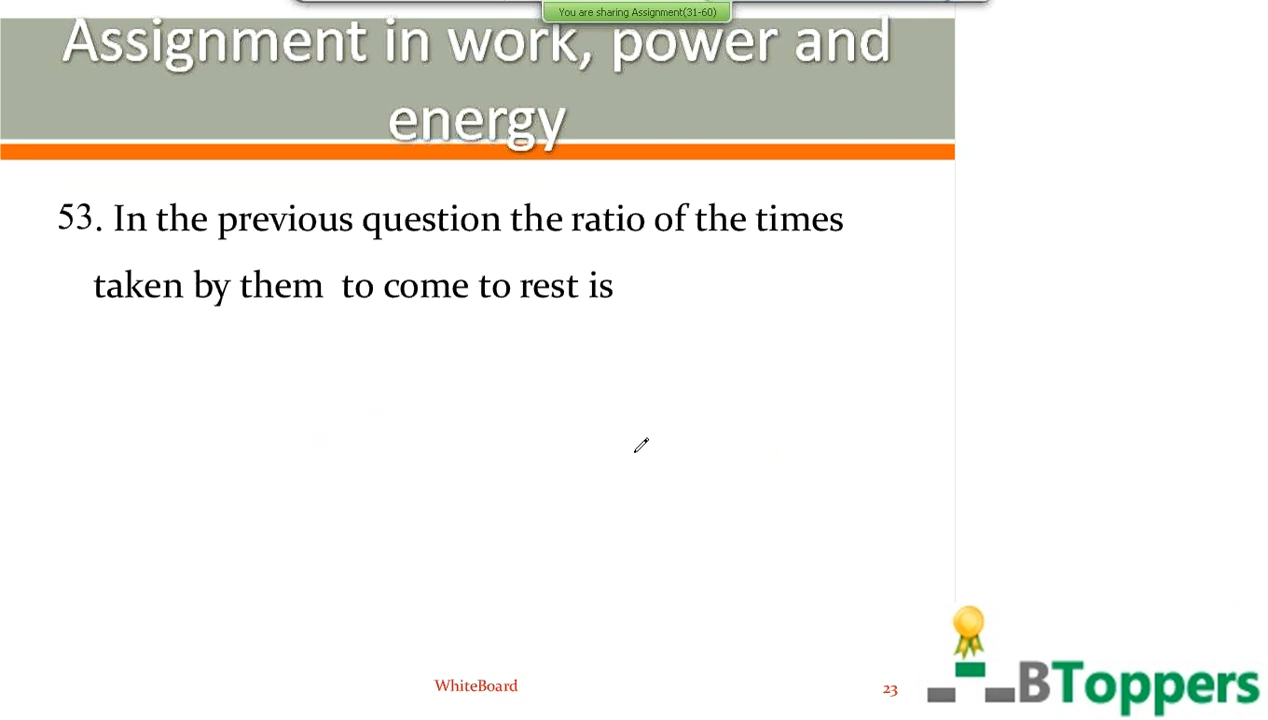 You are sharing Assignment(31-60)
Assignment in work, power and
energy
53. In the previous question the ratio of the times
taken by them to come to rest is
WhiteBoard
23
BToppers